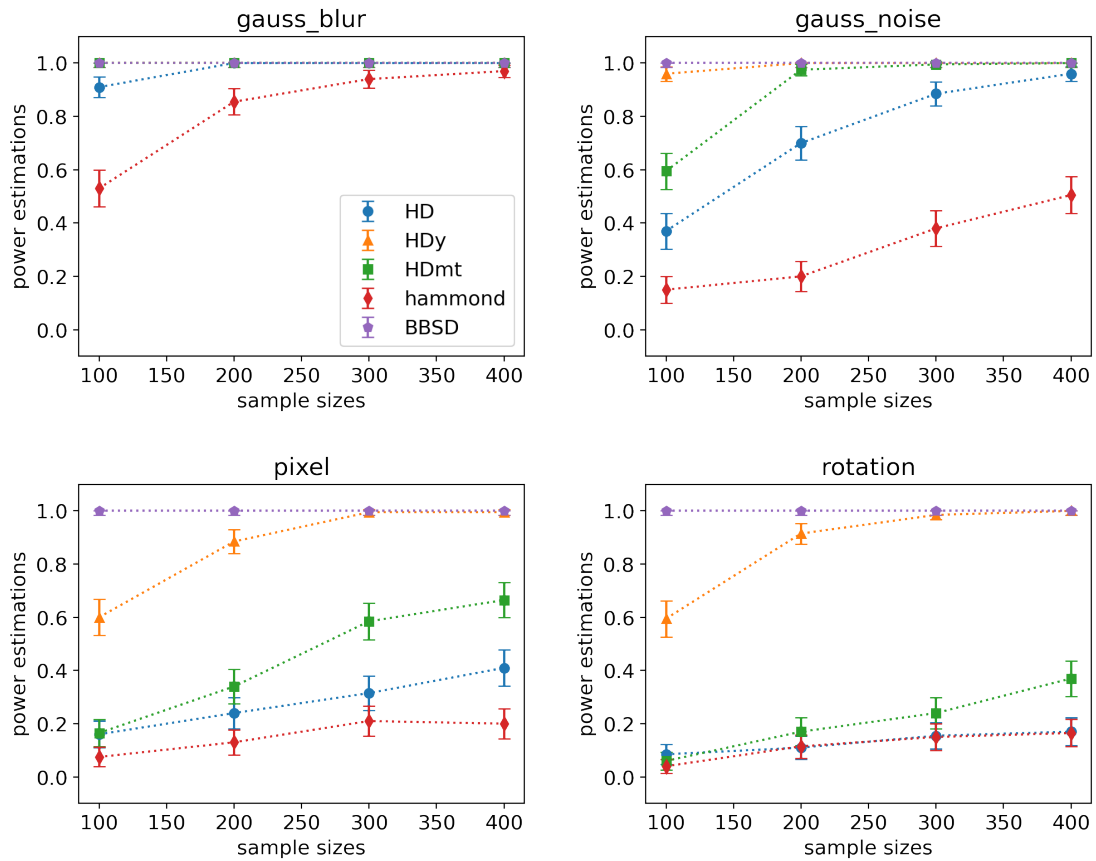 gauss_blur
1.0
0.8
0.6
0.4
0.2
0.0
power estimations
100 150 200 250 300 350 400
sample sizes
HD
HDy
HDmt
hammond
BBSD
gauss_noise
1.0
0.8
0.6
0.4
0.2
0.0
power estimations
100 150 200 250 300 350 400
sample sizes
pixel
1.0
0.8
0.6
0.4
0.2
0.0
power estimations
100 150 200 250 300 350 400
sample sizes
rotation
1.0
0.8
0.6
0.4
0.2
0.0
power estimations
100 150 200 250 300 350 400
sample sizes